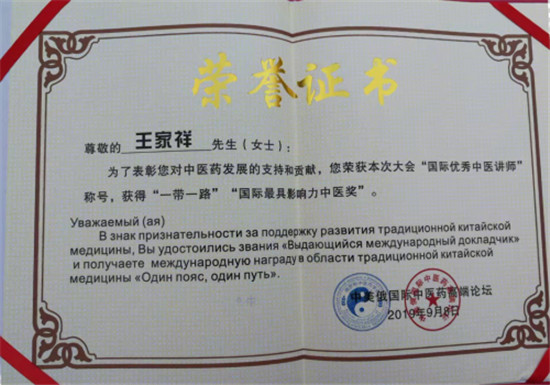 荣誉证书
尊敬的 王家祥 先生（女士）：
为了表彰您对中医药发展的支持和贡献，您荣获本次大会“国际优秀中医讲师”
称号，获得“一带一路”“国际最具影响力中医奖”。
Уважаемый (ая)
В знак признательности за поддержку развития традиционной китайской
медицины, Вы удостоились звания «Выдающийся международный докладчик»
и получаете международную награду в области традиционной китайской
медицины «Один пояс, один путь».
中美俄国际中医药高端论坛
2019年9月8日